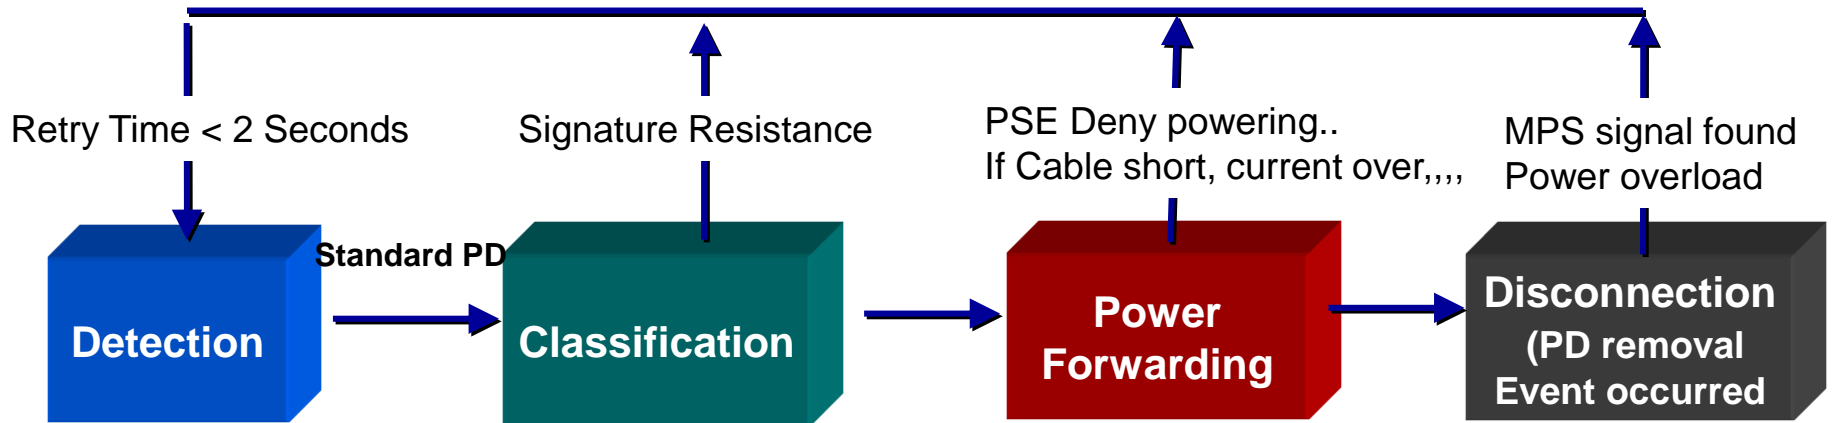 Retry Time < 2 Seconds
Signature Resistance
PSE Deny powering..
If Cable short, current over,,,,
MPS signal found
Power overload
Detection
Standard PD
Classification
Power
Forwarding
Disconnection
(PD removal
Event occurred